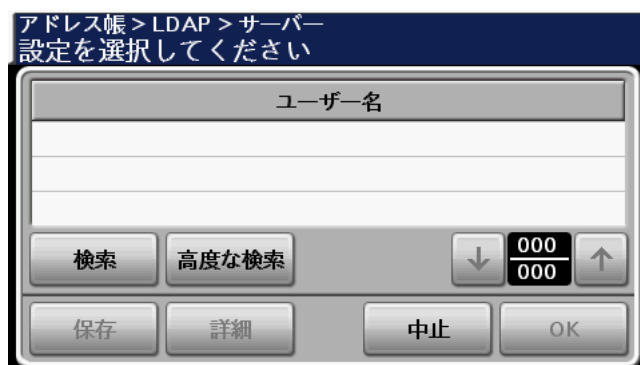 アドレス帳 > LDAP > サーバー
設定を選択してください
ユーザー名
検索 高度な検索 000
000
保存 詳細 中止 OK